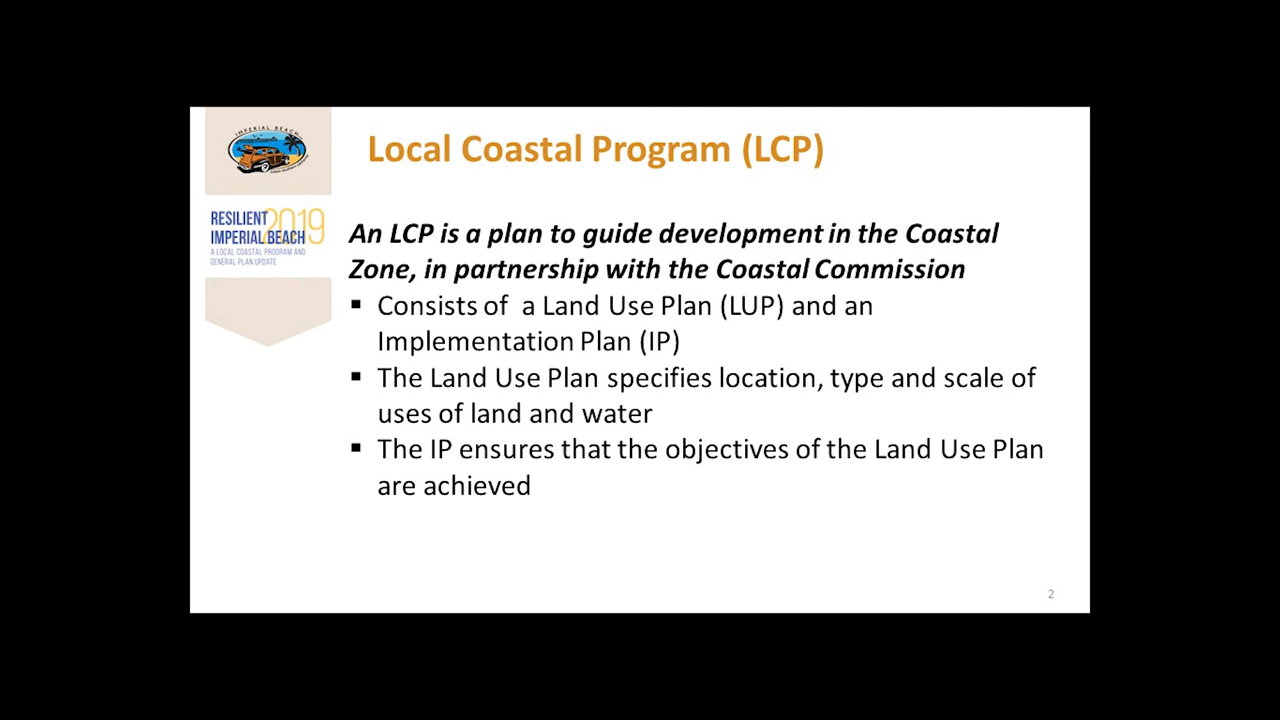 IMPERIAL BEACH
RESILIENT 2019
IMPERIAL BEACH
A LOCAL COASTAL PROGRAM AND
GENERAL PLAN UPDATE
Local Coastal Program (LCP)
An LCP is a plan to guide development in the Coastal
Zone, in partnership with the Coastal Commission
▪ Consists of  a Land Use Plan (LUP) and an
Implementation Plan (IP)
▪ The Land Use Plan specifies location, type and scale of
uses of land and water
▪ The IP ensures that the objectives of the Land Use Plan
are achieved
2